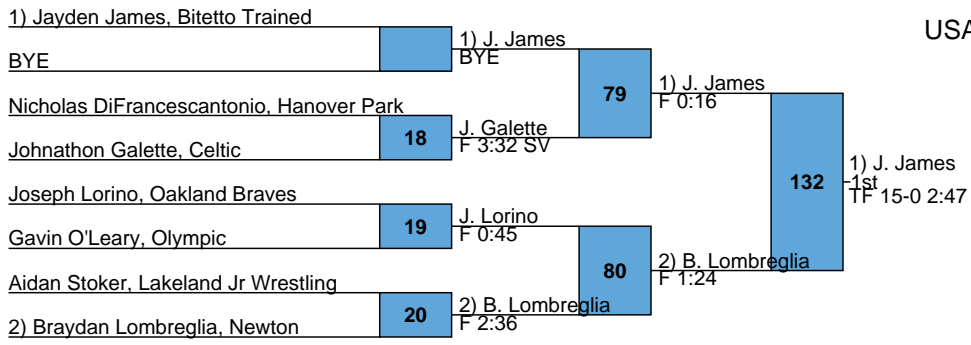 1) Jayden James, Bitetto Trained
BYE
Nicholas DiFrancescantonio, Hanover Park
18
Johnathon Galette, Celtic
Joseph Lorino, Oakland Braves
19
Gavin O'Leary, Olympic
Aidan Stoker, Lakeland Jr Wrestling
20
2) Braydan Lombreglia, Newton
1) J. James
BYE
79
J. Galette
F 3:32 SV
J. Lorino
F 0:45
80
2) B. Lombreglia
F 2:36
1) J. James
F 0:16
132
2) B. Lombreglia
F 1:24
1) J. James
1st
TF 15-0 2:47
USA